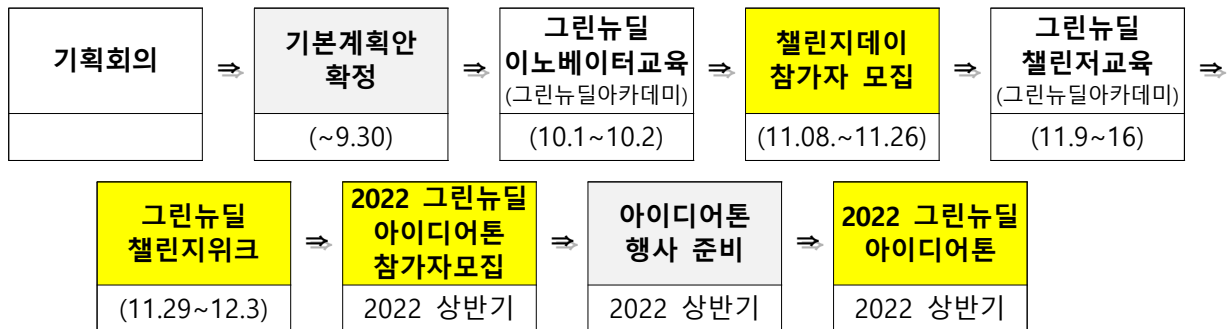 기획회의
⇒
기본계획안
확정
(~9.30)
⇒
그린뉴딜
이노베이터교육
(그린뉴딜아카데미)
(10.1~10.2)
⇒
챌린지데이
참가자 모집
(11.08.~11.26)
⇒
그린뉴딜
챌린저교육
(그린뉴딜아카데미)
(11.9~16)
⇒
그린뉴딜
챌린지위크
(11.29~12.3)
⇒
2022 그린뉴딜
아이디어톤
참가자모집
2022 상반기
⇒
아이디어톤
행사 준비
2022 상반기
⇒
2022 그린뉴딜
아이디어톤
2022 상반기